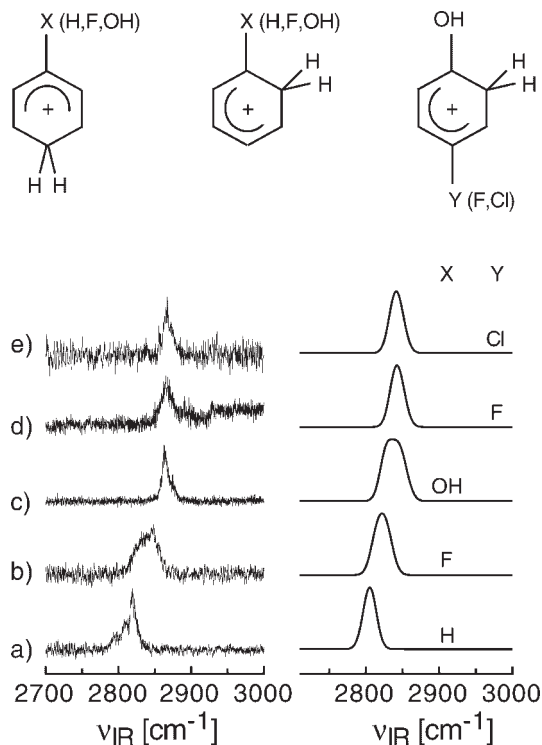 X (H,F,OH)
X (H,F,OH)
OH
+
H H
H
H
+
H
H
+
Y (F,Cl)
X Y
e) Cl
d) F
c) OH
b) F
a) H
2700 2800 2900 3000
2800 2900 3000
νIR [cm-1]
νIR [cm-1]